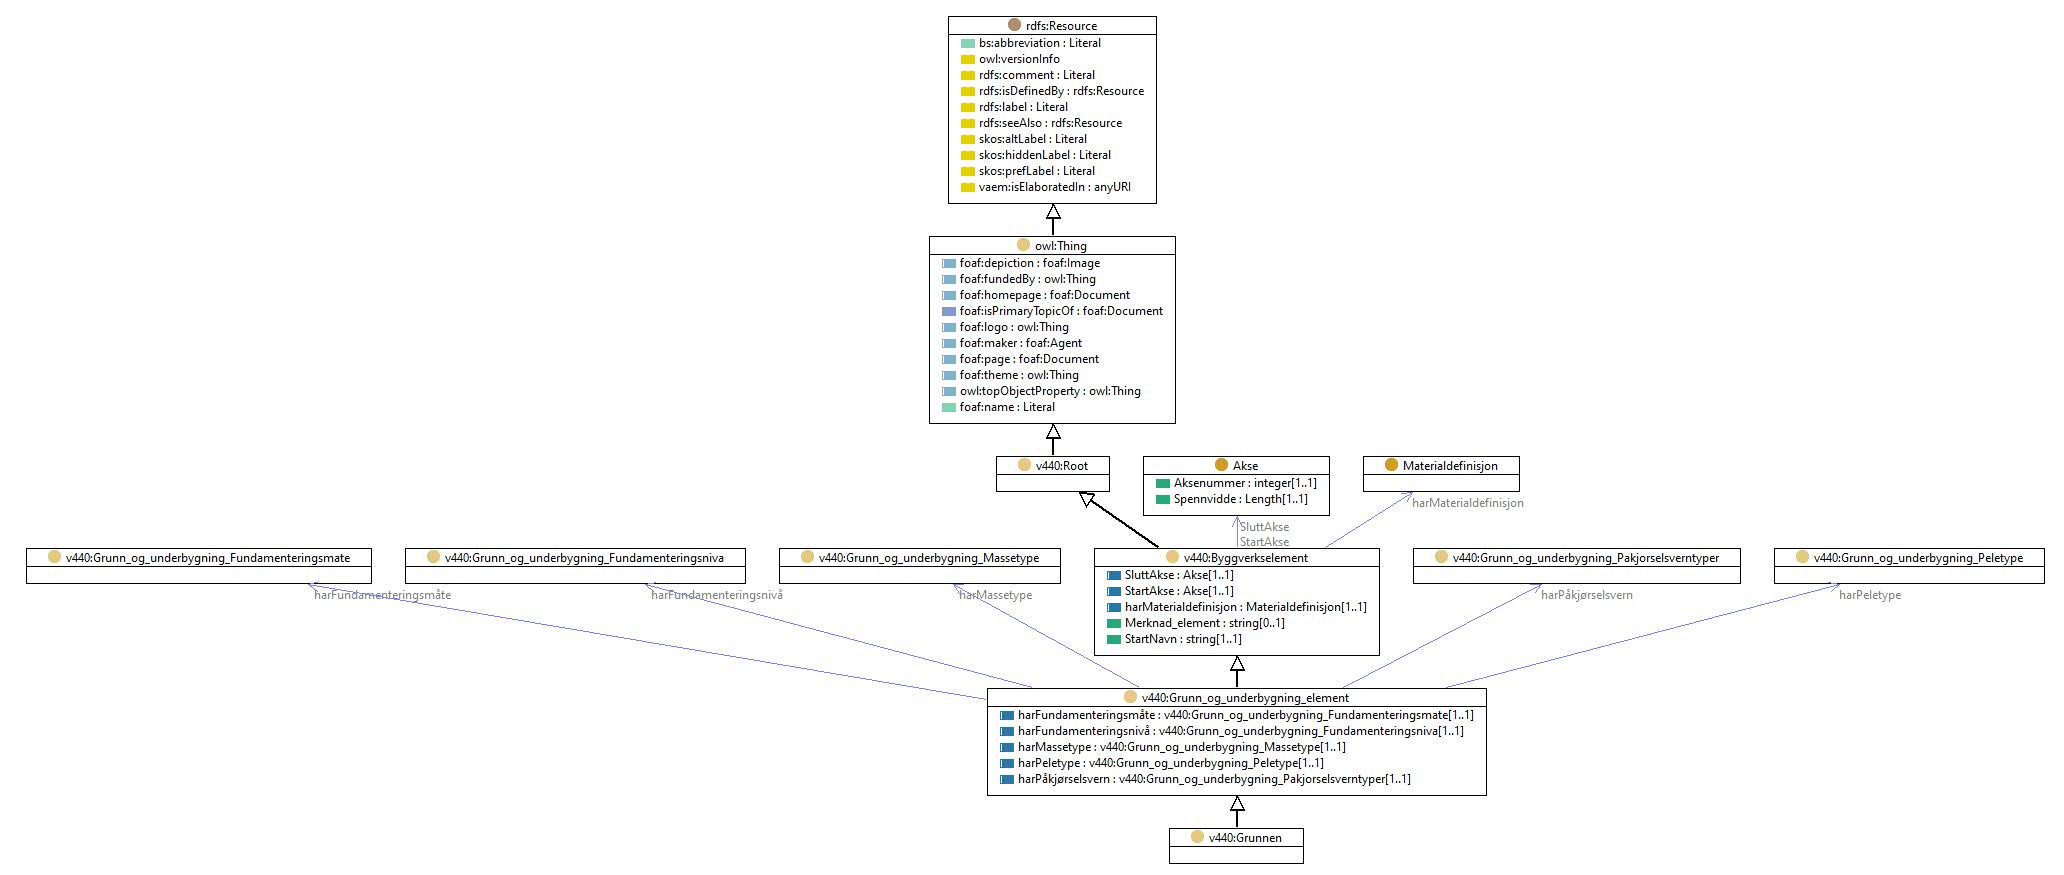 rdfs:Resource
bs:abbreviation : Literal
owl:versionInfo
rdfs:comment : Literal
rdfs:isDefinedBy : rdfs:Resource
rdfs:label : Literal
rdfs:seeAlso : rdfs:Resource
skos:altLabel : Literal
skos:hiddenLabel : Literal
skos:prefLabel : Literal
vaem:isElaboratedIn : anyURI
owl:Thing
foaf:depiction : foaf:Image
foaf:fundedBy : owl:Thing
foaf:homepage : foaf:Document
foaf:isPrimaryTopicOf : foaf:Document
foaf:logo : owl:Thing
foaf:maker : foaf:Agent
foaf:page : foaf:Document
foaf:theme : owl:Thing
owl:topObjectProperty : owl:Thing
foaf:name : Literal
v440:Root
Akse
Aksenummer : integer[1..1]
Spennvidde : Length[1..1]
Materialdefinisjon
harMaterialdefinisjon
SluttAkse
StartAkse
v440:Grunn_og_underbygning_Fundamenteringsmate
v440:Grunn_og_underbygning_Fundamenteringsniva
v440:Grunn_og_underbygning_Massetype
v440:Byggverkselement
SluttAkse : Akse[1..1]
StartAkse : Akse[1..1]
harMaterialdefinisjon : Materialdefinisjon[1..1]
Merknad_element : string[0..1]
StartNavn : string[1..1]
v440:Grunn_og_underbygning_Pakjorselsverntyper
v440:Grunn_og_underbygning_Peletype
harFundamenteringsmåte
harFundamenteringsnivå
harMassetype
harPåkjørselsvern
harPeletype
v440:Grunn_og_underbygning_element
harFundamenteringsmåte : v440:Grunn_og_underbygning_Fundamenteringsmate[1..1]
harFundamenteringsnivå : v440:Grunn_og_underbygning_Fundamenteringsniva[1..1]
harMassetype : v440:Grunn_og_underbygning_Massetype[1..1]
harPeletype : v440:Grunn_og_underbygning_Peletype[1..1]
harPåkjørselsvern : v440:Grunn_og_underbygning_Pakjorselsverntyper[1..1]
v440:Grunnen